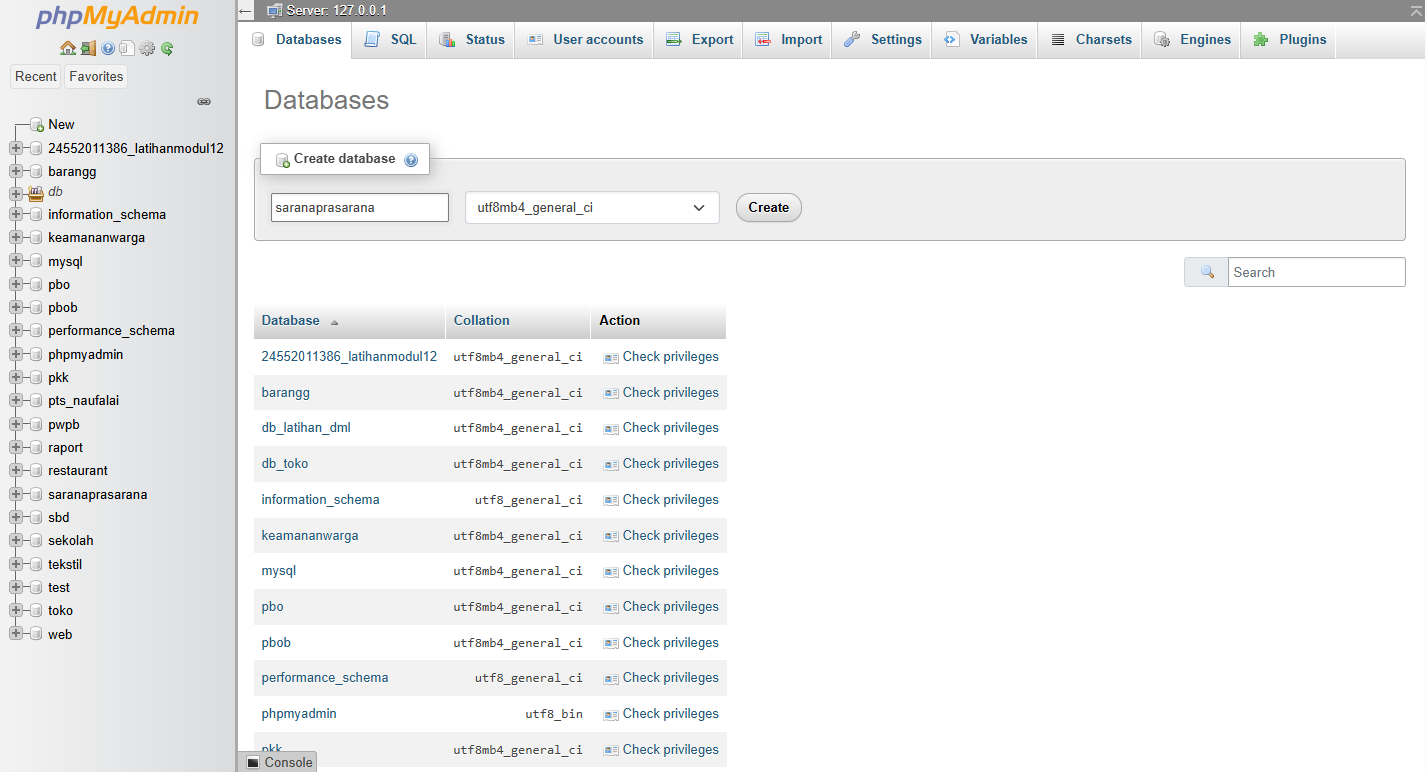 phpMyAdmin
Recent Favorites
New
24552011386_latihanmodul12
barangg
db
information_schema
keamananwarga
mysql
pbo
pbob
performance_schema
phpmyadmin
pkk
pts_naufalai
pwpb
raport
restaurant
saranaprasarana
sbd
sekolah
tekstil
test
toko
web
Server: 127.0.0.1
Databases SQL Status User accounts Export Import Settings Variables Charsets Engines Plugins
Databases
Create database
saranaprasarana utf8mb4_general_ci Create
Search
Database Collation Action
24552011386_latihanmodul12 utf8mb4_general_ci Check privileges
barangg utf8mb4_general_ci Check privileges
db_latihan_dml utf8mb4_general_ci Check privileges
db_toko utf8mb4_general_ci Check privileges
information_schema utf8_general_ci Check privileges
keamananwarga utf8mb4_general_ci Check privileges
mysql utf8mb4_general_ci Check privileges
pbo utf8mb4_general_ci Check privileges
pbob utf8mb4_general_ci Check privileges
performance_schema utf8_general_ci Check privileges
phpmyadmin utf8_bin Check privileges
pkk utf8mb4_general_ci Check privileges
Console